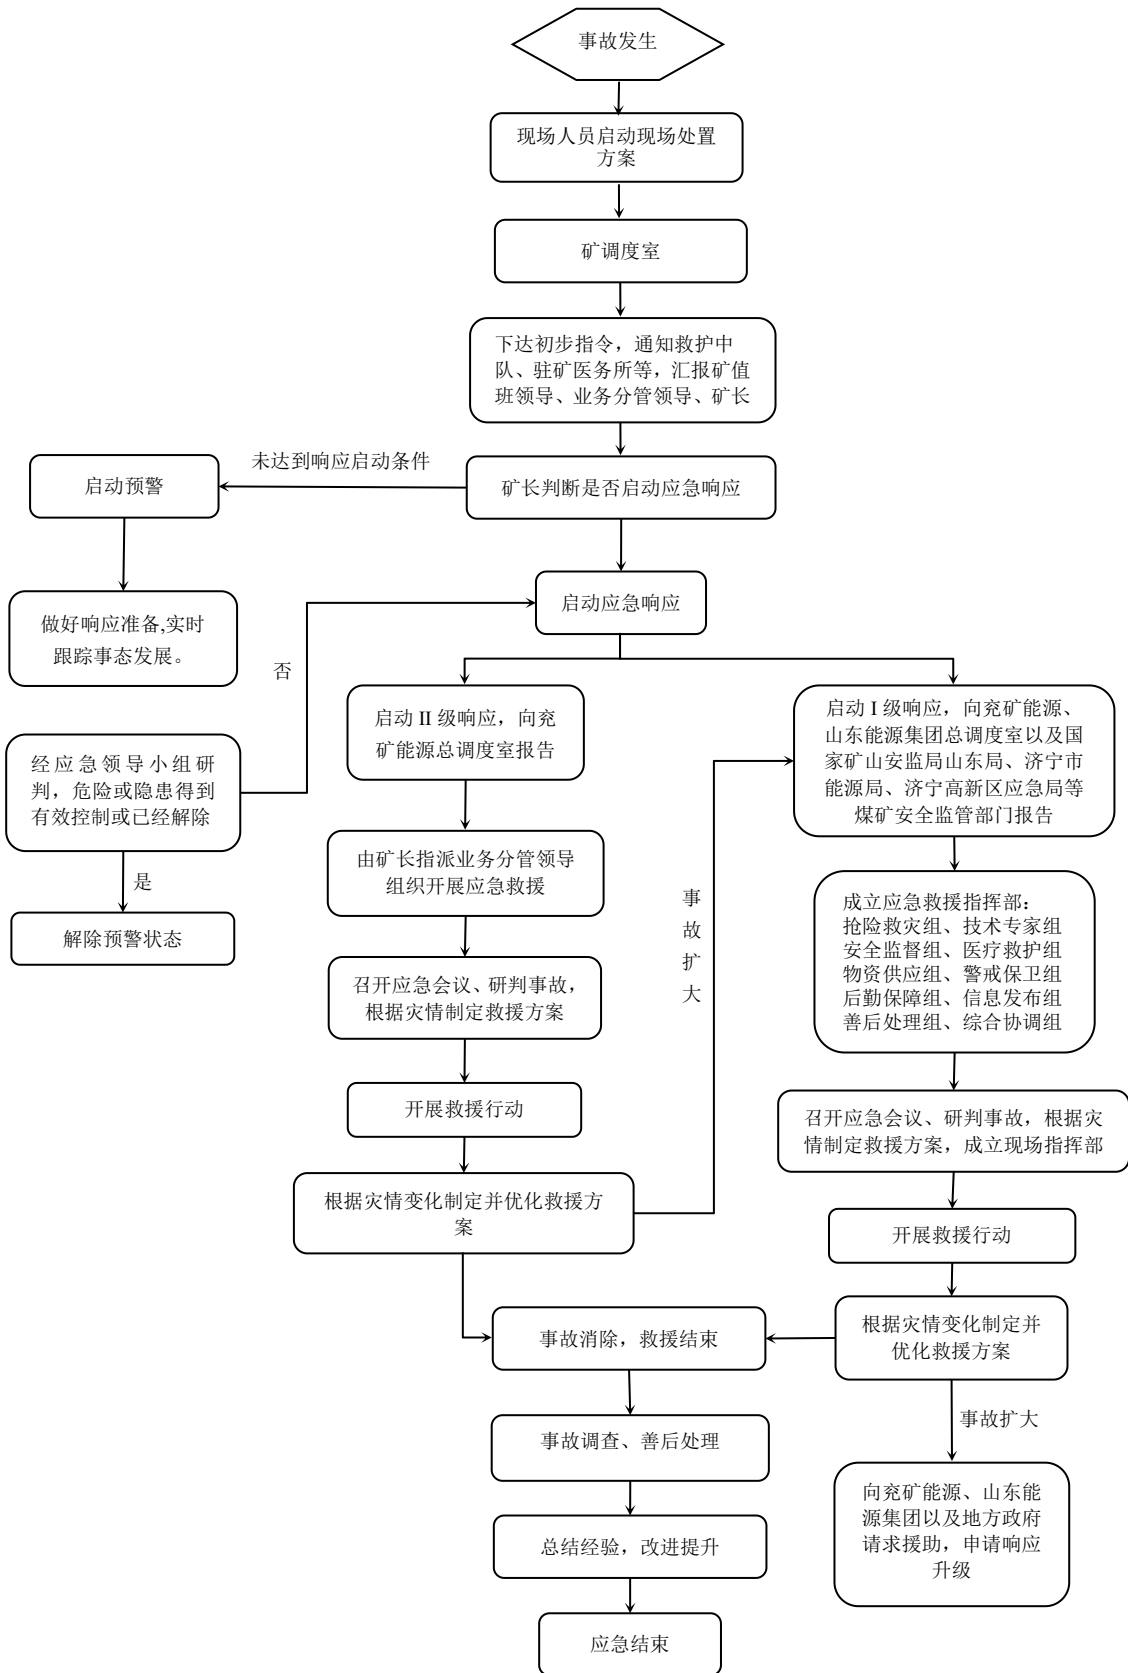 事故发生
现场人员启动现场处置
方案
矿调度室
下达初步指令，通知救护中
队、驻矿医务所等，汇报矿值
班领导、业务分管领导、矿长
未达到响应启动条件
启动预警
矿长判断是否启动应急响应
启动应急响应
做好响应准备,实时
跟踪事态发展。
否
启动 II 级响应，向兖
矿能源总调度室报告
启动 I 级响应，向兖矿能源、
山东能源集团总调度室以及国
家矿山安监局山东局、济宁市
能源局、济宁高新区应急局等
煤矿安全监管部门报告
经应急领导小组研
判，危险或隐患得到
有效控制或已经解除
是
解除预警状态
由矿长指派业务分管领导
组织开展应急救援
事
故
扩
大
成立应急救援指挥部：
抢险救灾组、技术专家组
安全监督组、医疗救护组
物资供应组、警戒保卫组
后勤保障组、信息发布组
善后处理组、综合协调组
召开应急会议、研判事故，
根据灾情制定救援方案
开展救援行动
召开应急会议、研判事故，根据灾
情制定救援方案，成立现场指挥部
根据灾情变化制定并优化救援方
案
开展救援行动
事故消除，救援结束
根据灾情变化制定并
优化救援方案
事故扩大
事故调查、善后处理
向兖矿能源、山东能
源集团以及地方政府
请求援助，申请响应
升级
总结经验，改进提升
应急结束